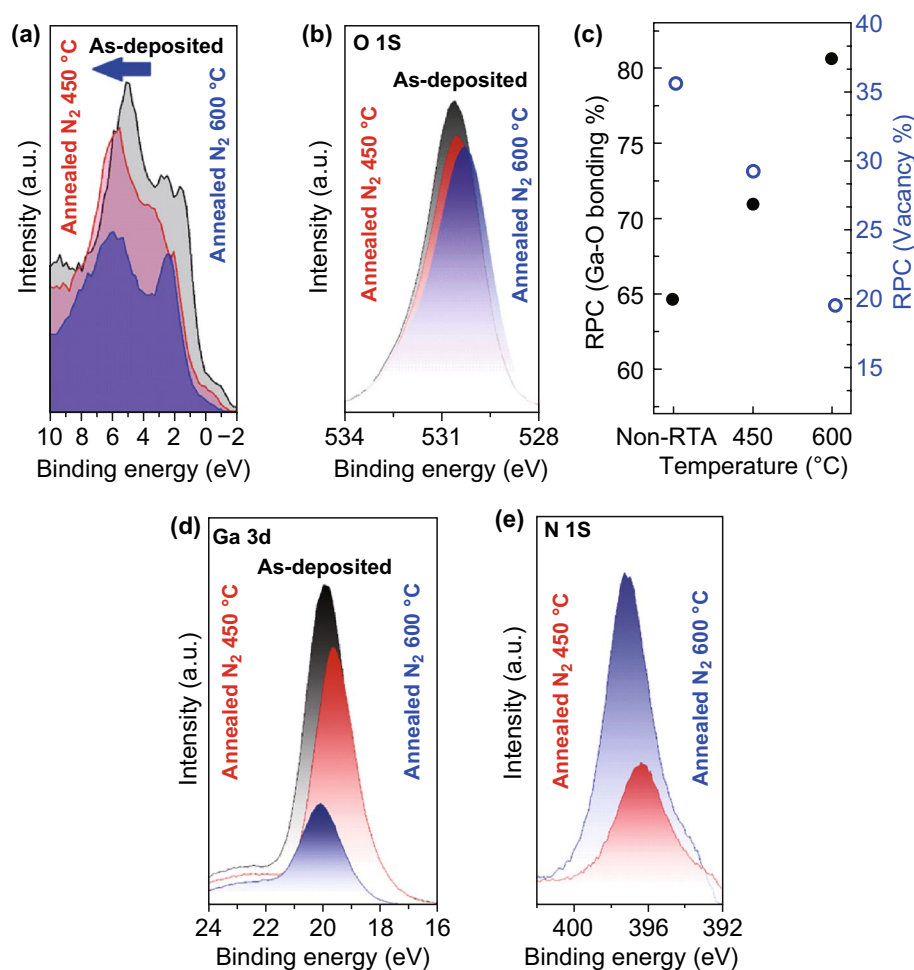 (a)
As-deposited
Annealed N₂ 450 °C
Annealed N₂ 600 °C
Intensity (a.u.)
10 8 6 4 2 0 −2
Binding energy (eV)
(b)
O 1S
As-deposited
Annealed N₂ 450 °C
Annealed N₂ 600 °C
Intensity (a.u.)
534 531 528
Binding energy (eV)
(c)
80
75
70
65
60
RPC (Ga-O bonding %)
40
35
30
25
20
15
RPC (Vacancy %)
Non-RTA 450 600
Temperature (°C)
(d)
Ga 3d
As-deposited
Annealed N₂ 450 °C
Annealed N₂ 600 °C
Intensity (a.u.)
24 22 20 18 16
Binding energy (eV)
(e)
N 1S
Annealed N₂ 450 °C
Annealed N₂ 600 °C
Intensity (a.u.)
400 396 392
Binding energy (eV)